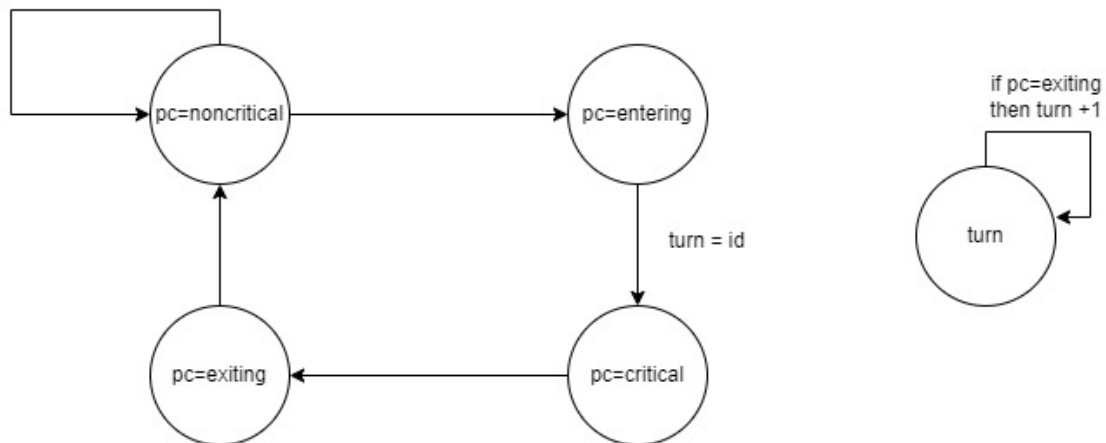 pc=noncritical
pc=entering
if pc=exiting
then turn +1
turn = id
turn
pc=exiting
pc=critical